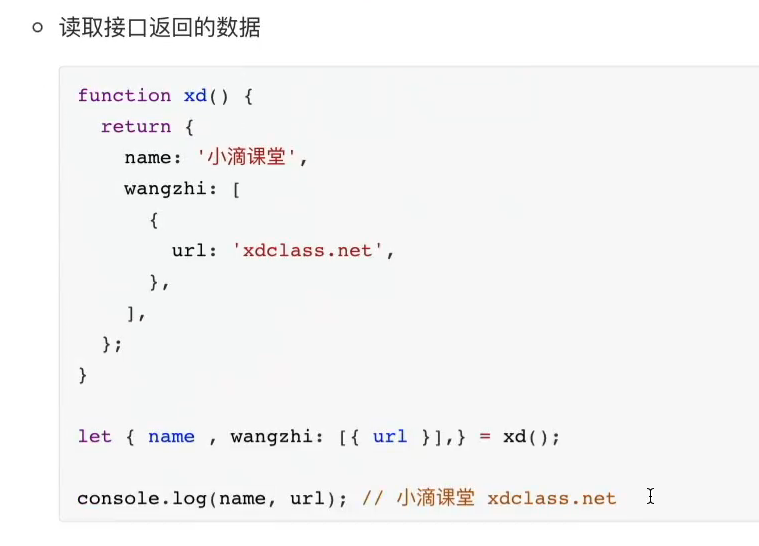 读取接口返回的数据
function xd() {
return {
name: '小滴课堂',
wangzhi: [
{
url: 'xdclass.net',
},
],
};
}
let { name , wangzhi: [{ url }],} = xd();
console.log(name, url); // 小滴课堂 xdclass.net